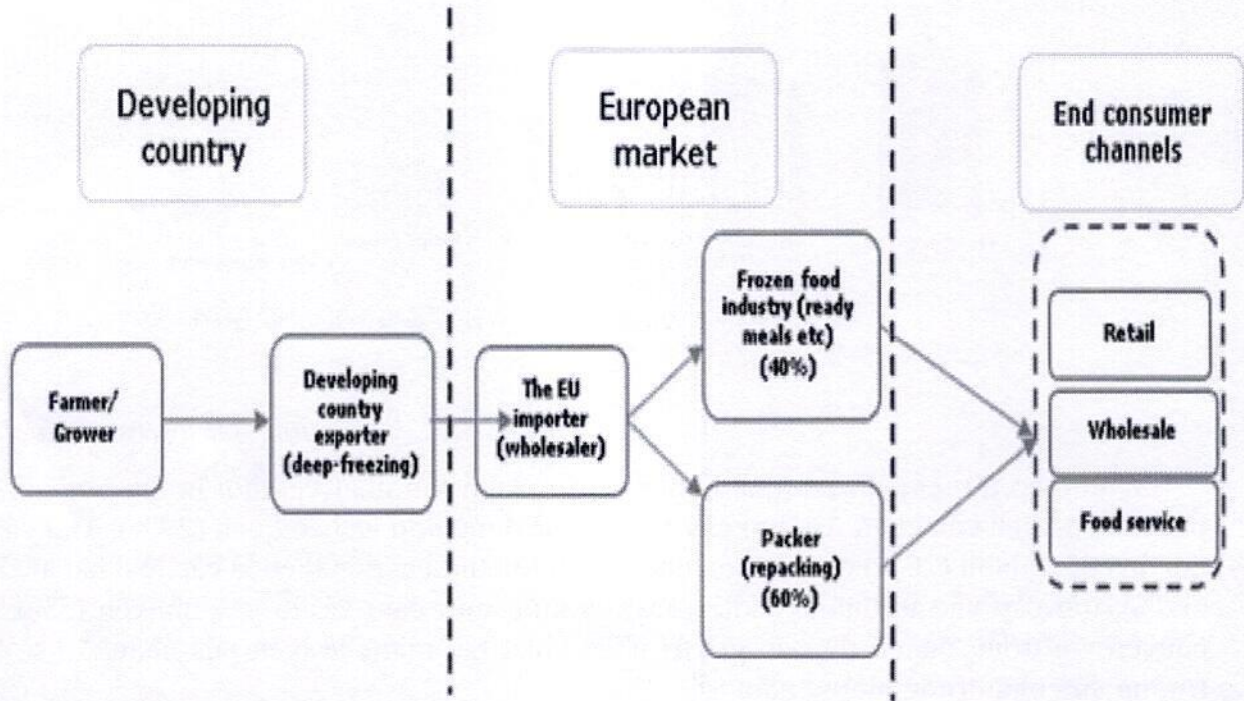 Developing
country
European
market
End consumer
channels
Farmer/
Grower
Developing
country
exporter
(deep-freezing)
The EU
importer
(wholesaler)
Frozen food
industry (ready
meals etc)
(40%)
Packer
(repacking)
(60%)
Retail
Wholesale
Food service